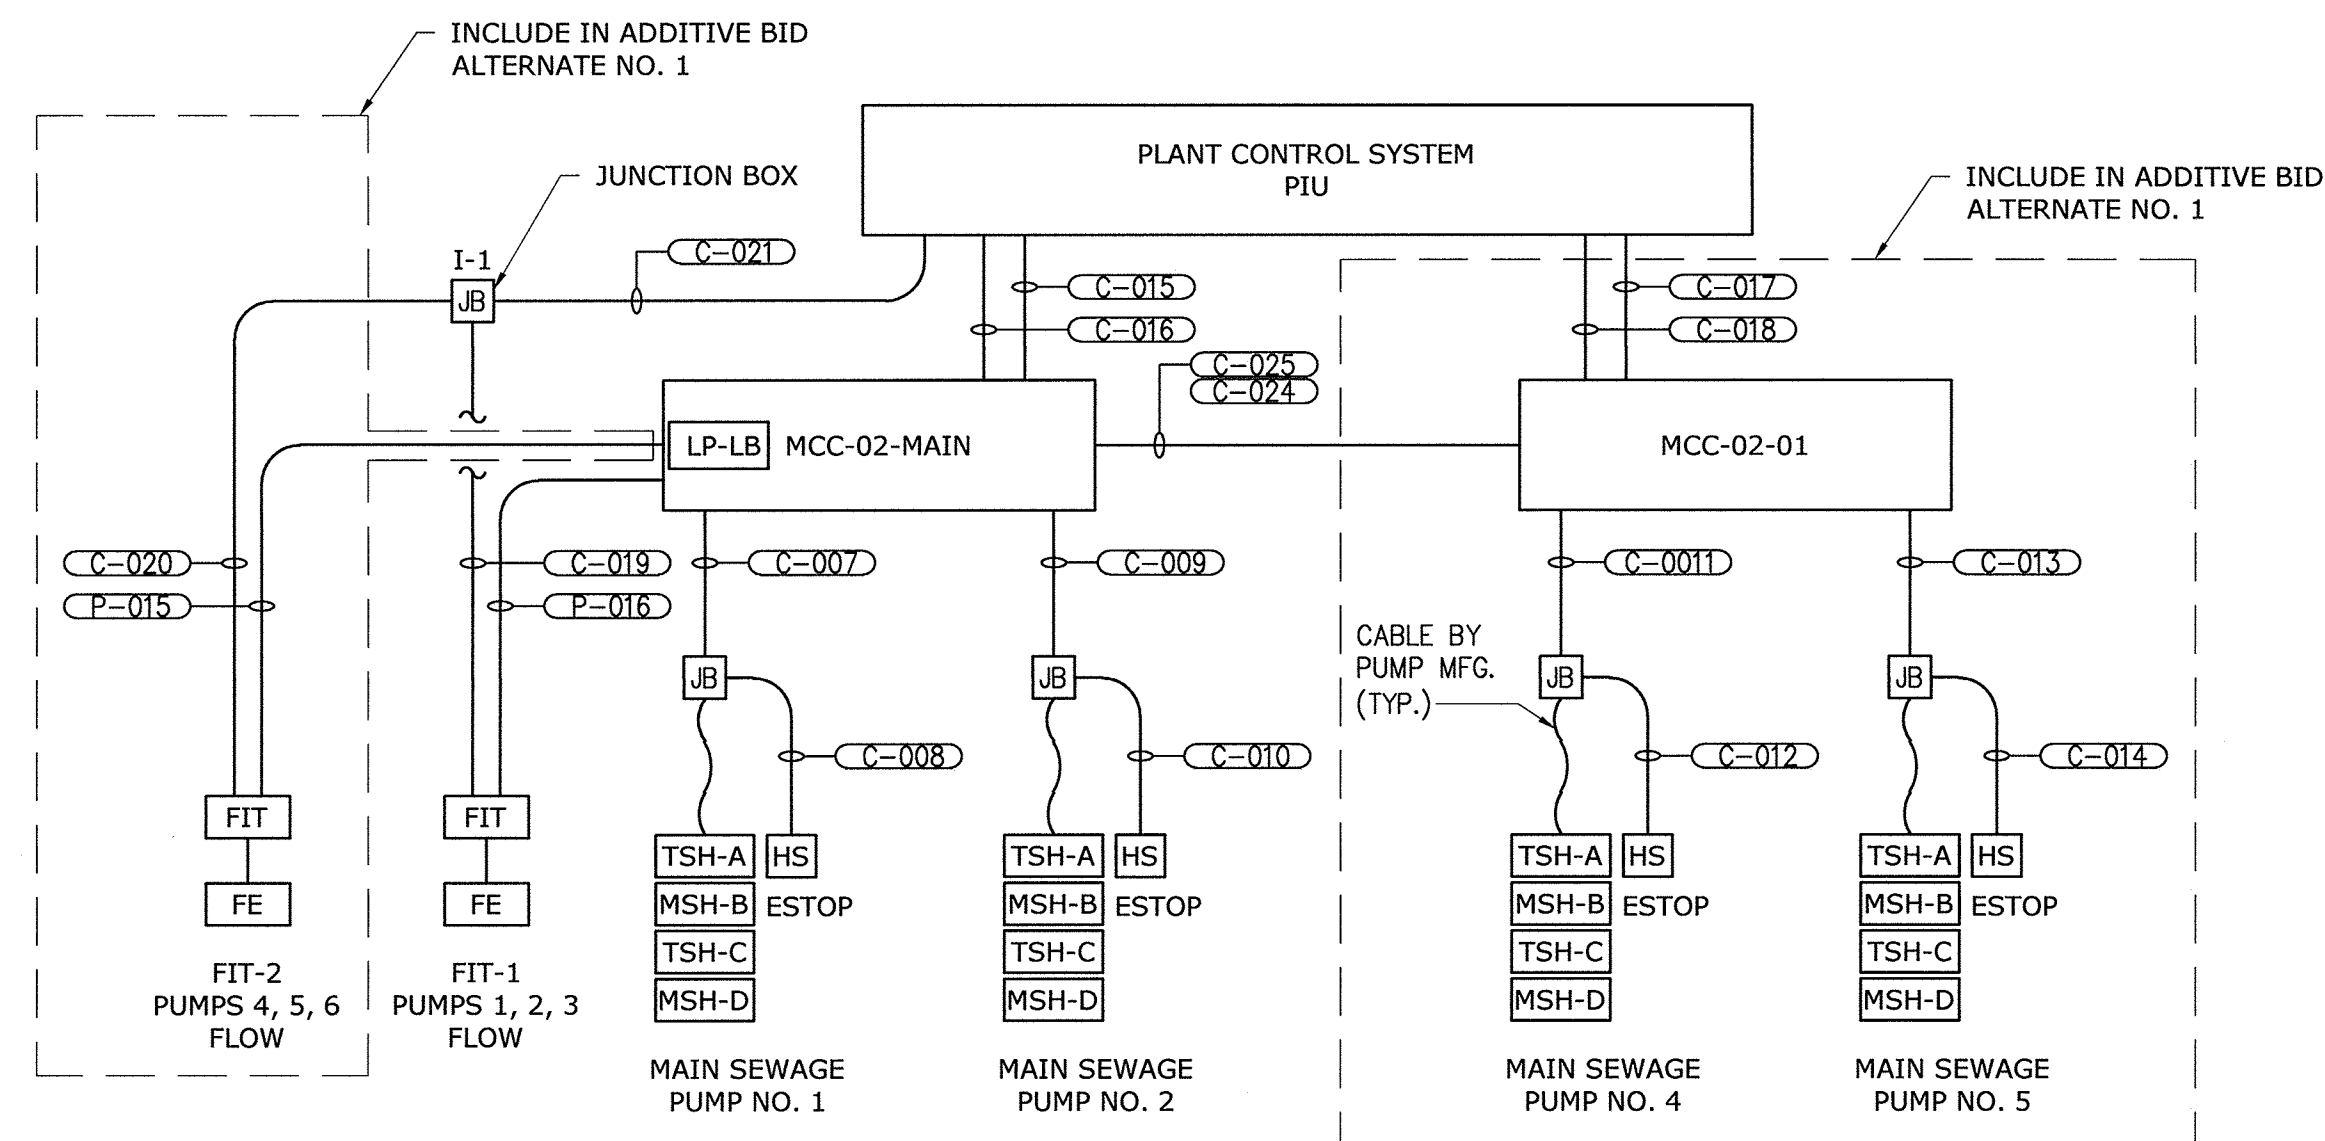 INCLUDE IN ADDITIVE BID
ALTERNATE NO. 1
JUNCTION BOX
PLANT CONTROL SYSTEM
PIU
INCLUDE IN ADDITIVE BID
ALTERNATE NO. 1
I-1
JB
C-021
C-015
C-016
C-017
C-018
C-025
C-024
LP-LB
MCC-02-MAIN
MCC-02-01
C-020
P-015
C-019
P-016
C-007
C-009
C-0011
C-013
CABLE BY
PUMP MFG.
(TYP.)
JB
JB
JB
JB
C-008
C-010
C-012
C-014
FIT
FE
FIT-2
PUMPS 4, 5, 6
FLOW
FIT
FE
FIT-1
PUMPS 1, 2, 3
FLOW
TSH-A
HS
MSH-B
ESTOP
TSH-C
MSH-D
MAIN SEWAGE
PUMP NO. 1
TSH-A
HS
MSH-B
ESTOP
TSH-C
MSH-D
MAIN SEWAGE
PUMP NO. 2
TSH-A
HS
MSH-B
ESTOP
TSH-C
MSH-D
MAIN SEWAGE
PUMP NO. 4
TSH-A
HS
MSH-B
ESTOP
TSH-C
MSH-D
MAIN SEWAGE
PUMP NO. 5